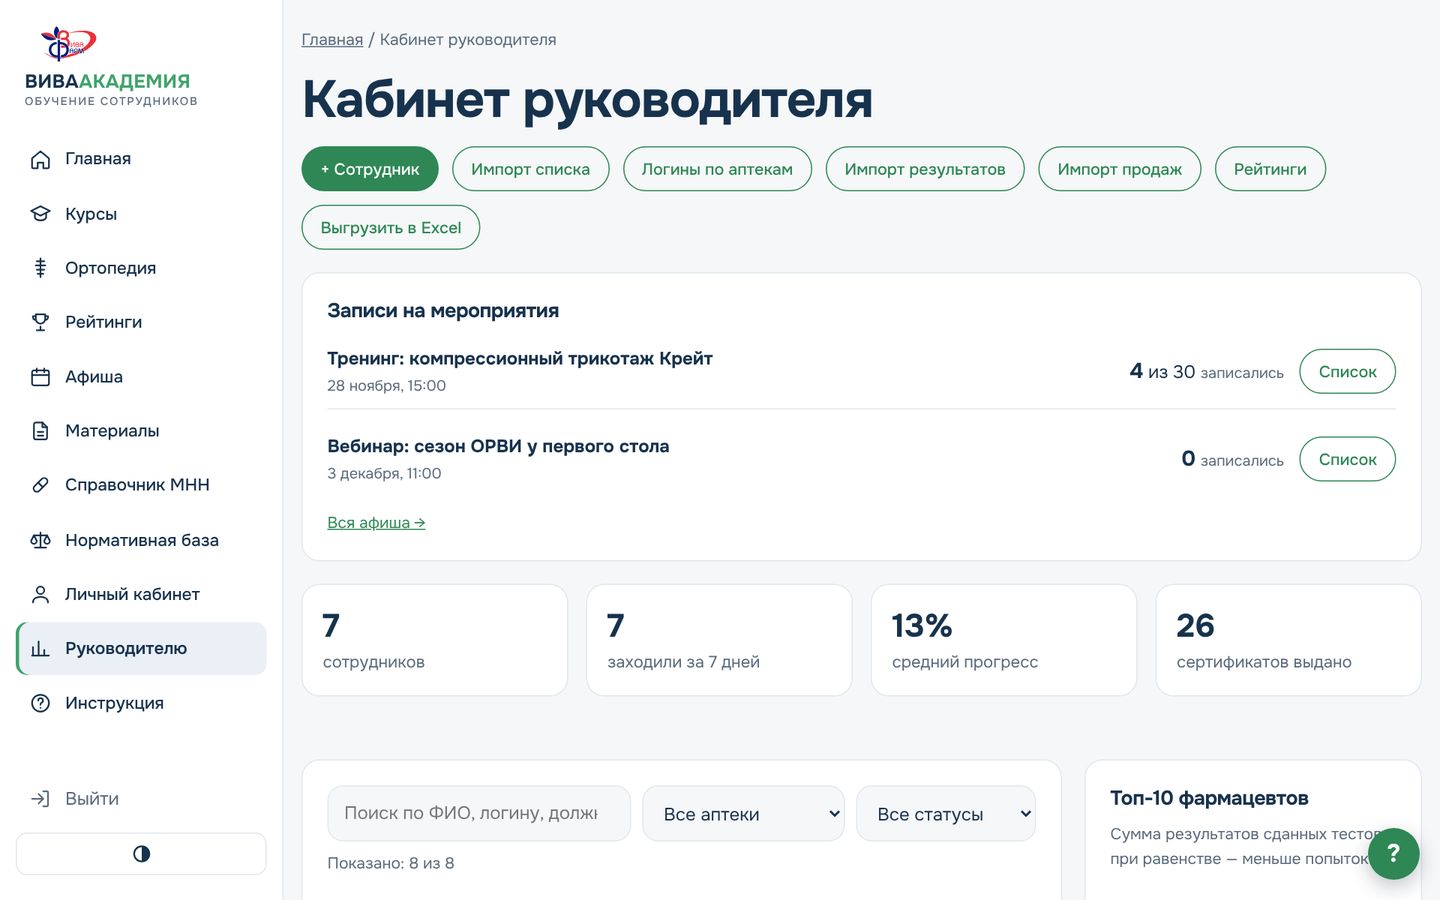 ВИВА
ФАРМ
ВИВААКАДЕМИЯ
ОБУЧЕНИЕ СОТРУДНИКОВ
Главная
Курсы
Ортопедия
Рейтинги
Афиша
Материалы
Справочник МНН
Нормативная база
Личный кабинет
Руководителю
Инструкция
Выйти
Главная / Кабинет руководителя
Кабинет руководителя
+ Сотрудник
Импорт списка
Логины по аптекам
Импорт результатов
Импорт продаж
Рейтинги
Выгрузить в Excel
Записи на мероприятия
Тренинг: компрессионный трикотаж Крейт
28 ноября, 15:00
4 из 30 записались
Список
Вебинар: сезон ОРВИ у первого стола
3 декабря, 11:00
0 записались
Список
Вся афиша →
7
сотрудников
7
заходили за 7 дней
13%
средний прогресс
26
сертификатов выдано
Поиск по ФИО, логину, должн
Все аптеки
Все статусы
Показано: 8 из 8
Топ-10 фармацевтов
Сумма результатов сданных тестов
при равенстве — меньше попыток
?